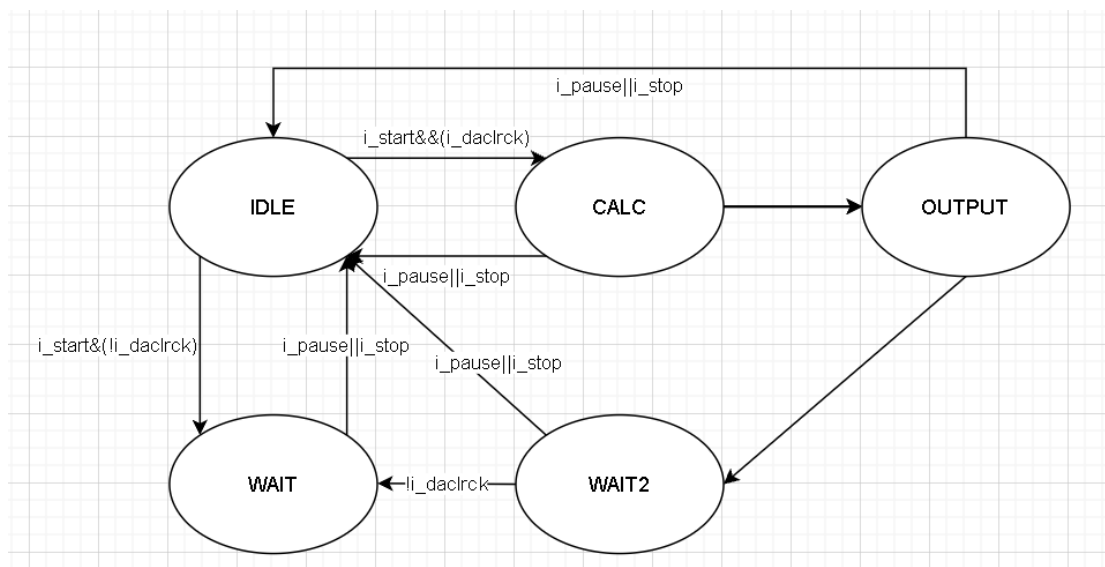 i_pause||i_stop
i_start&&(i_daclrck)
IDLE
CALC
OUTPUT
i_pause||i_stop
i_start&(!i_daclrck)
i_pause||i_stop
i_pause||i_stop
WAIT
!i_daclrck
WAIT2